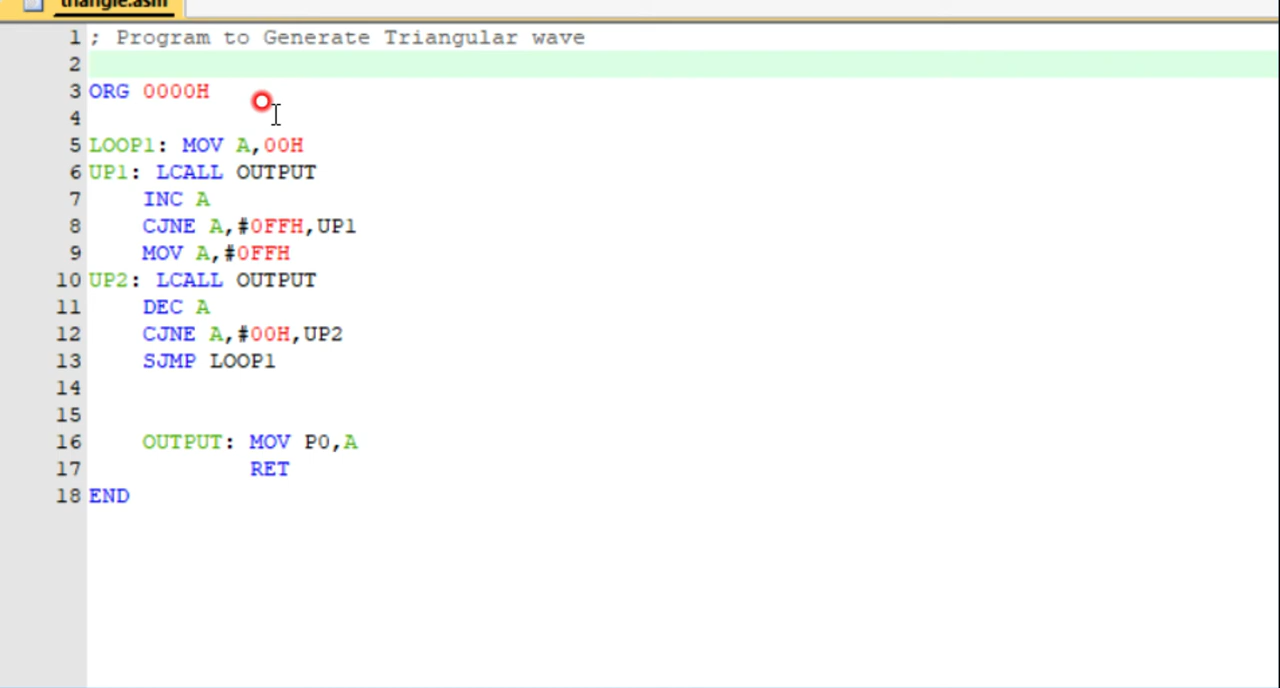 triangle.asm
1 ; Program to Generate Triangular wave
2
3 ORG 0000H
4
5 LOOP1: MOV A,00H
6 UP1: LCALL OUTPUT
7 INC A
8 CJNE A,#0FFH,UP1
9 MOV A,#0FFH
10 UP2: LCALL OUTPUT
11 DEC A
12 CJNE A,#00H,UP2
13 SJMP LOOP1
14
15
16 OUTPUT: MOV P0,A
17 RET
18 END